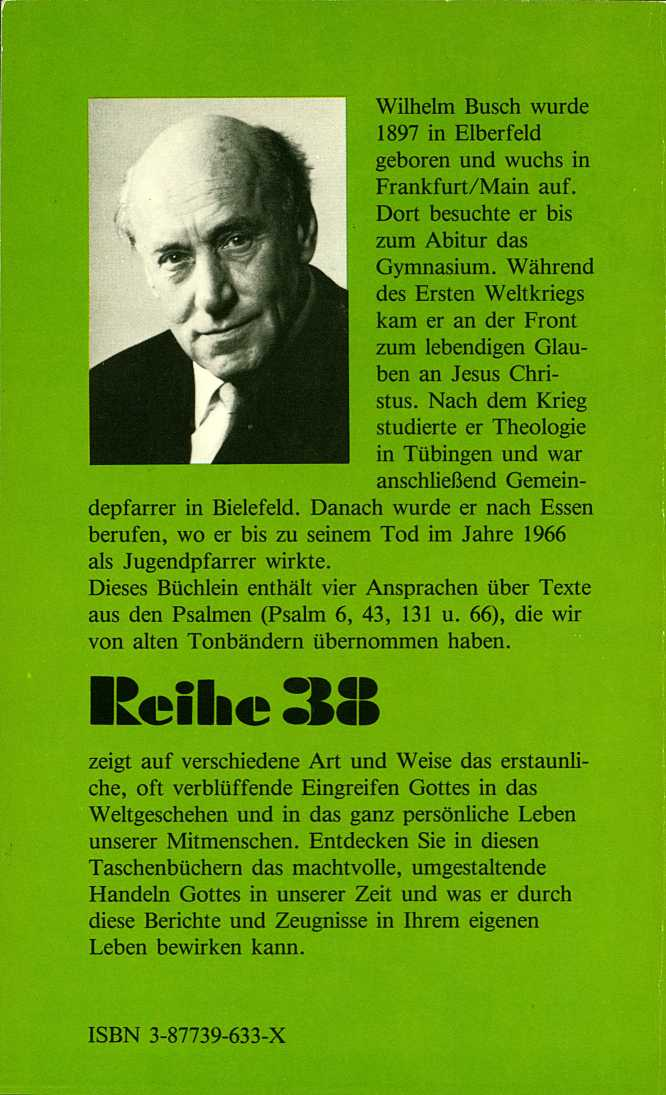 Wilhelm Busch wurde
1897 in Elberfeld
geboren und wuchs in
Frankfurt/Main auf.
Dort besuchte er bis
zum Abitur das
Gymnasium. Während
des Ersten Weltkriegs
kam er an der Front
zum lebendigen Glau-
ben an Jesus Chri-
stus. Nach dem Krieg
studierte er Theologie
in Tübingen und war
anschließend Gemein-
depfarrer in Bielefeld. Danach wurde er nach Essen
berufen, wo er bis zu seinem Tod im Jahre 1966
als Jugendpfarrer wirkte.
Dieses Büchlein enthält vier Ansprachen über Texte
aus den Psalmen (Psalm 6, 43, 131 u. 66), die wir
von alten Tonbändern übernommen haben.
Reihe 38
zeigt auf verschiedene Art und Weise das erstaunli-
che, oft verblüffende Eingreifen Gottes in das
Weltgeschehen und in das ganz persönliche Leben
unserer Mitmenschen. Entdecken Sie in diesen
Taschenbüchern das machtvolle, umgestaltende
Handeln Gottes in unserer Zeit und was er durch
diese Berichte und Zeugnisse in Ihrem eigenen
Leben bewirken kann.
ISBN 3-87739-633-X